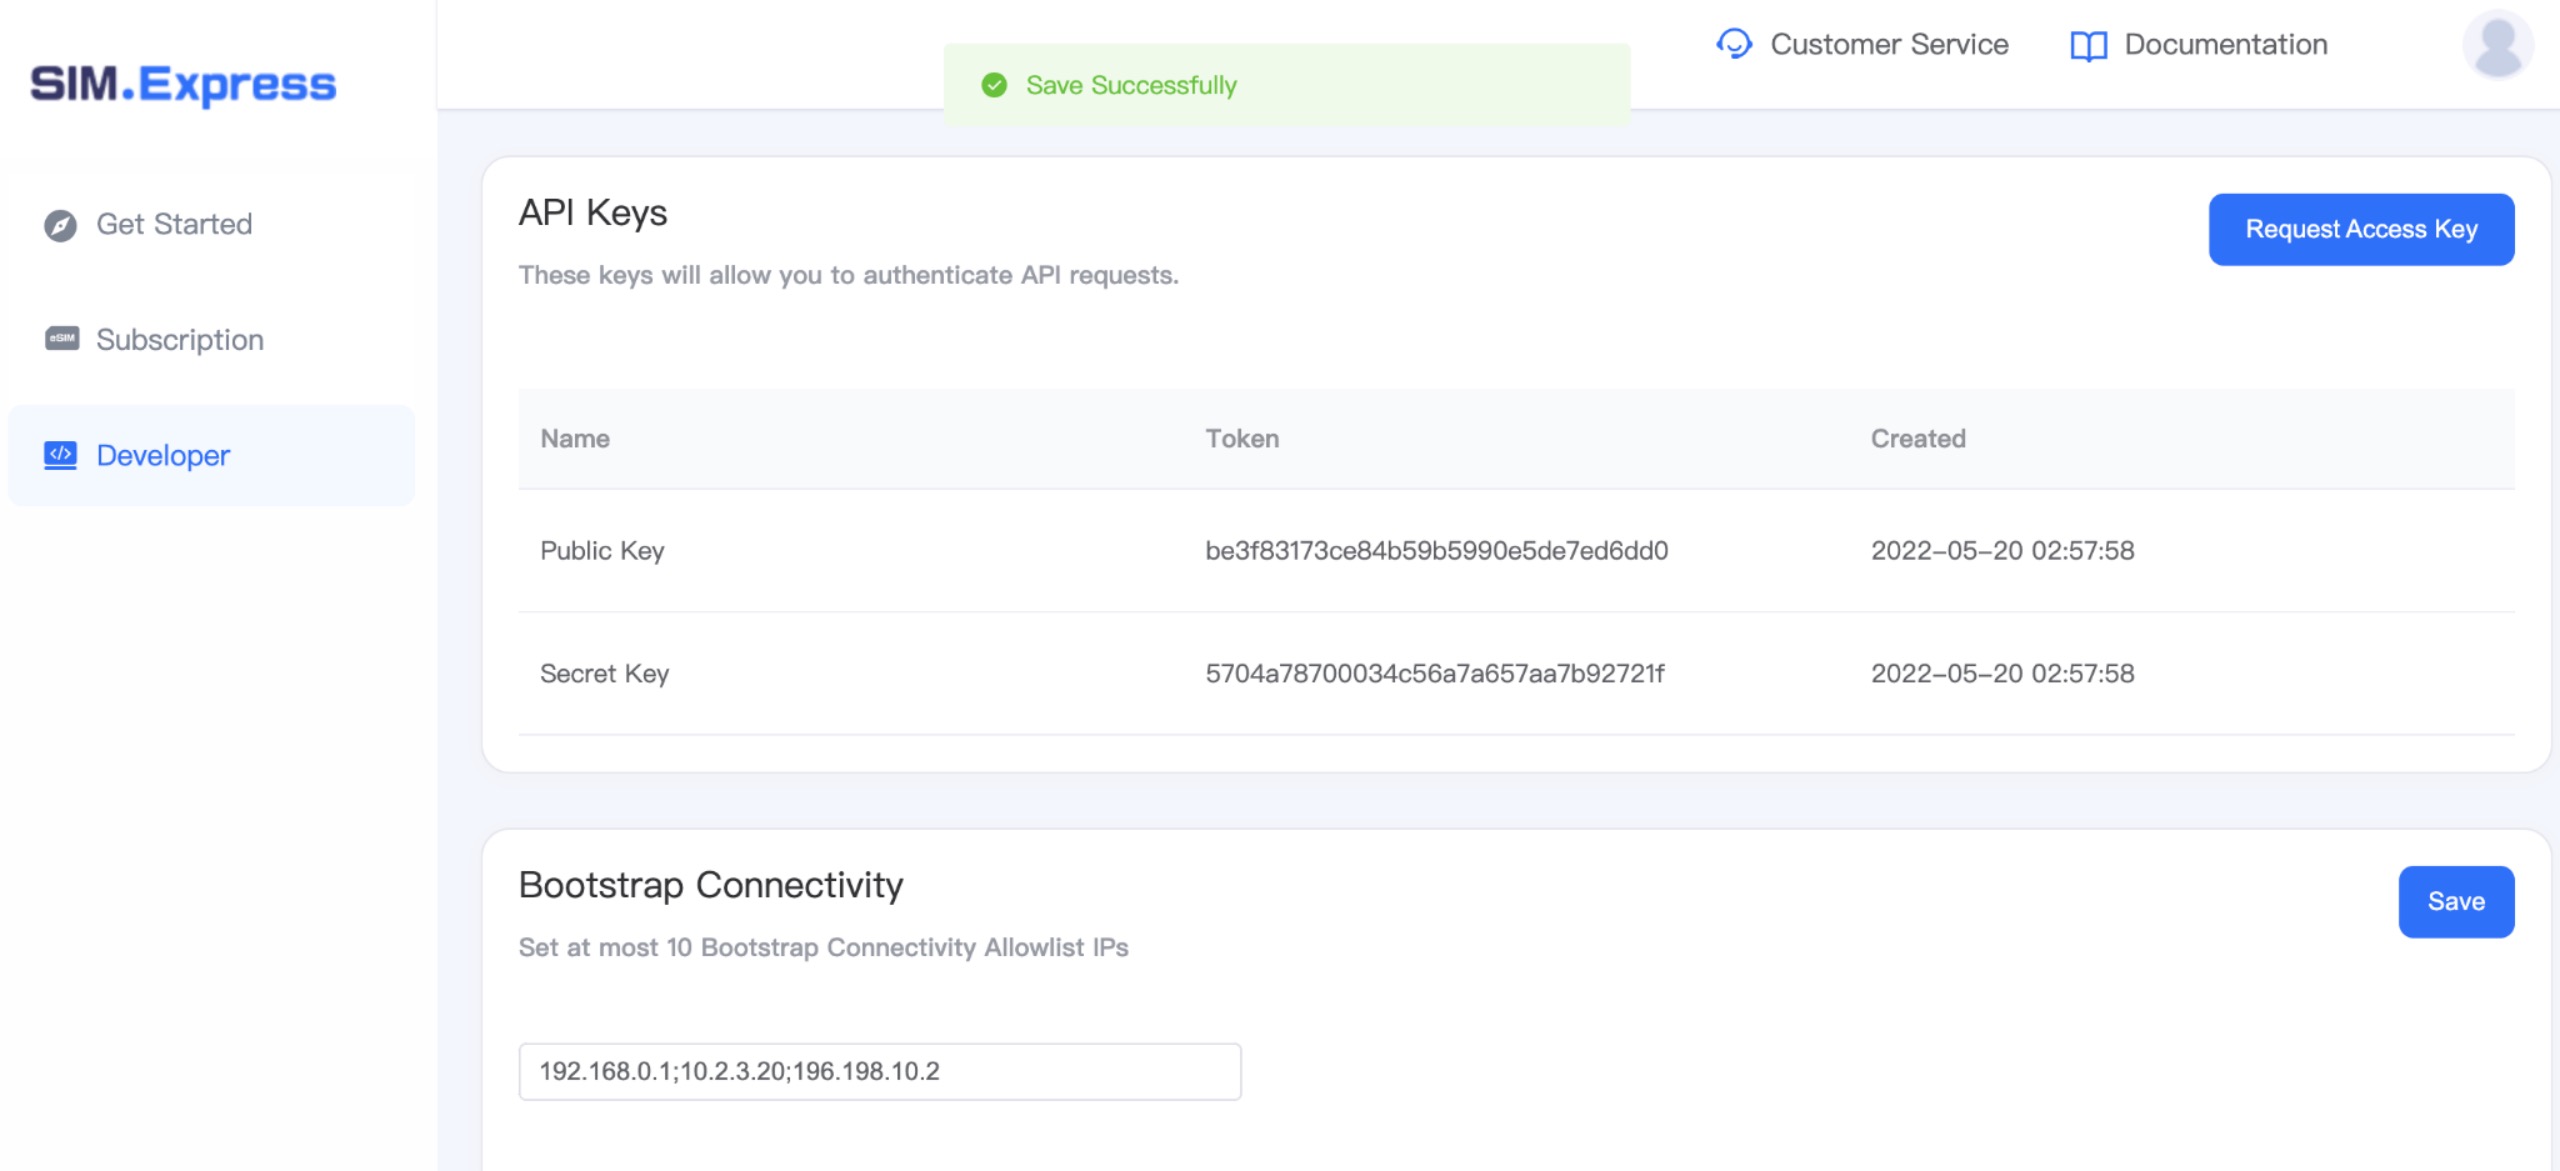 SIM.Express
Customer Service
Documentation
Save Successfully
Get Started
eSIM Subscription
</> Developer
API Keys
Request Access Key
These keys will allow you to authenticate API requests.
Name Token Created
Public Key be3f83173ce84b59b5990e5de7ed6dd0 2022-05-20 02:57:58
Secret Key 5704a78700034c56a7a657aa7b92721f 2022-05-20 02:57:58
Bootstrap Connectivity
Save
Set at most 10 Bootstrap Connectivity Allowlist IPs
192.168.0.1;10.2.3.20;196.198.10.2